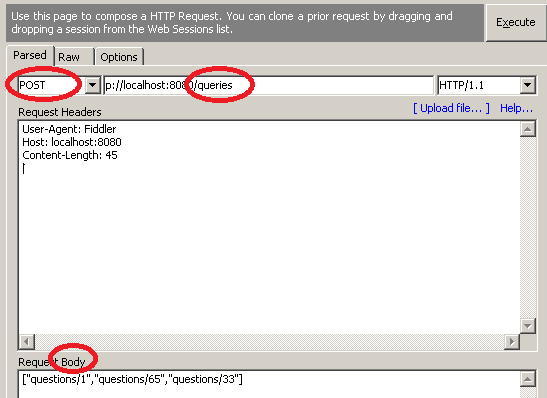 Use this page to compose a HTTP Request. You can clone a prior request by dragging and
dropping a session from the Web Sessions list.
Execute
Parsed Raw Options
POST p://localhost:8080/queries HTTP/1.1
[ Upload file... ] Help...
Request Headers
User-Agent: Fiddler
Host: localhost:8080
Content-Length: 45
Request Body
["questions/1","questions/65","questions/33"]